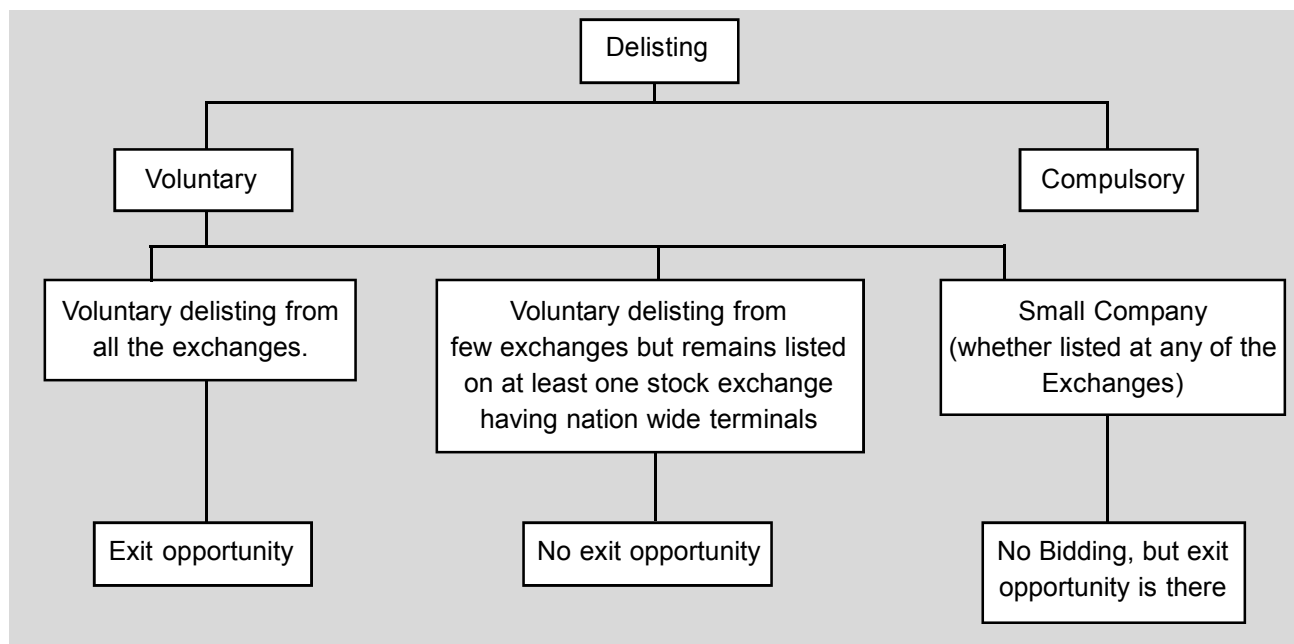 Delisting
Voluntary
Compulsory
Voluntary delisting from
all the exchanges.
Voluntary delisting from
few exchanges but remains listed
on at least one stock exchange
having nation wide terminals
Small Company
(whether listed at any of the
Exchanges)
Exit opportunity
No exit opportunity
No Bidding, but exit
opportunity is there